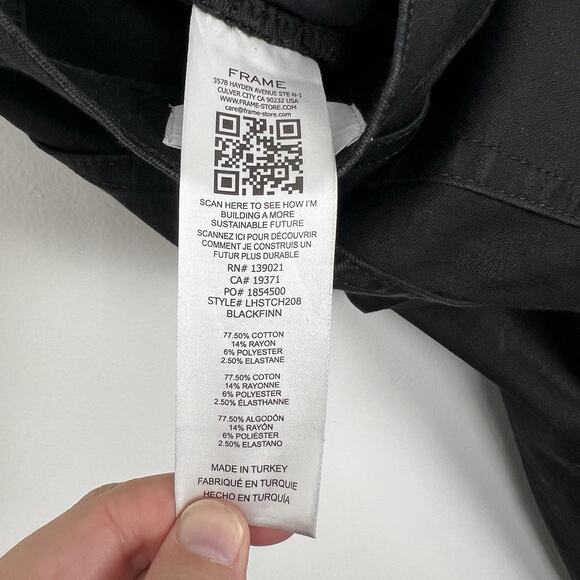 FRAME
3578 HAYDEN AVENUE STE N-1
CULVER CITY CA 90232 USA
WWW.FRAME-STORE.COM
care@frame-store.com
SCAN HERE TO SEE HOW I'M
BUILDING A MORE
SUSTAINABLE FUTURE
SCANNEZ ICI POUR DÉCOUVRIR
COMMENT JE CONSTRUIS UN
FUTUR PLUS DURABLE
RN# 139021
CA# 19371
PO# 1854500
STYLE# LHSTCH208
BLACKFINN
77.50% COTTON
14% RAYON
6% POLYESTER
2.50% ELASTANE
77.50% COTON
14% RAYONNE
6% POLYESTER
2.50% ÉLASTHANNE
77.50% ALGODÓN
14% RAYÓN
6% POLIÉSTER
2.50% ELASTANO
MADE IN TURKEY
FABRIQUÉ EN TURQUIE
HECHO EN TURQUÍA